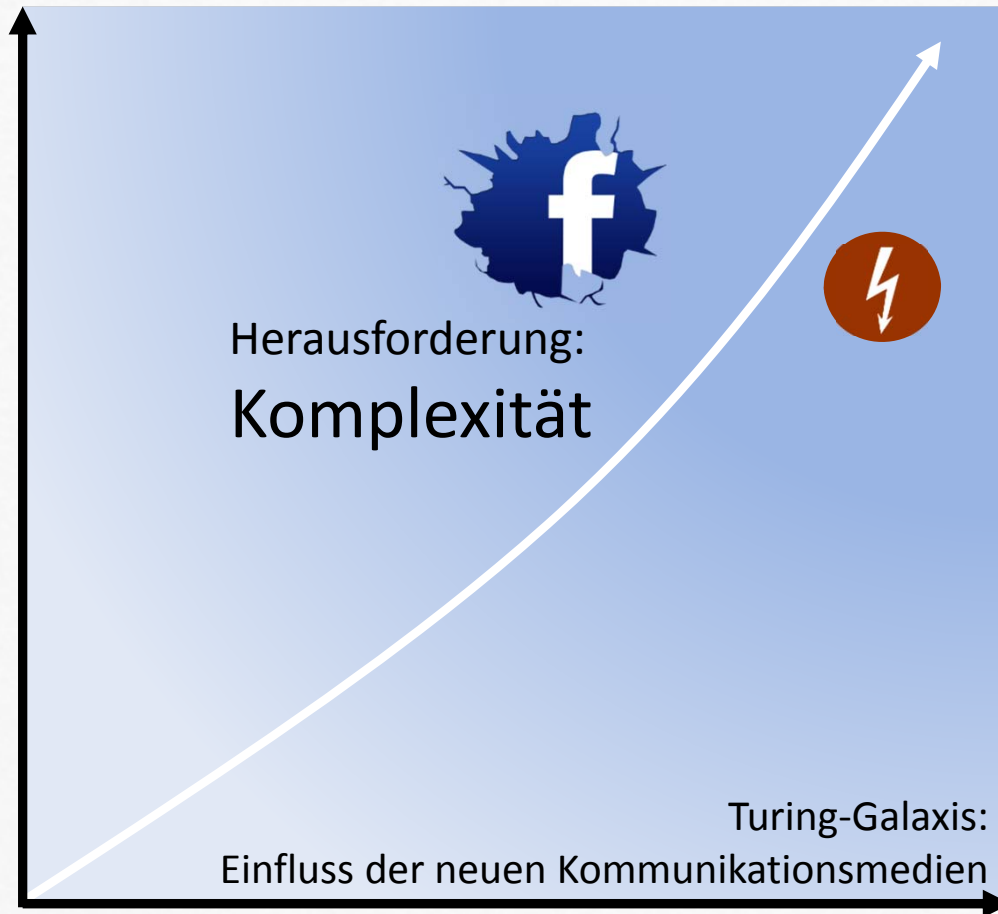 f
Herausforderung:
Komplexität
Turing-Galaxis:
Einfluss der neuen Kommunikationsmedien